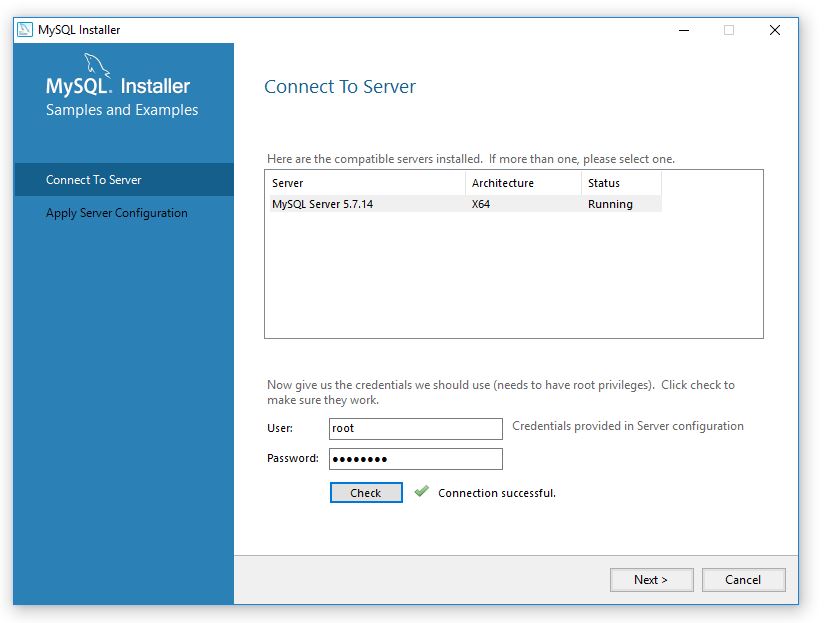 MySQL Installer
MySQL. Installer
Samples and Examples
Connect To Server
Apply Server Configuration
Connect To Server
Here are the compatible servers installed.  If more than one, please select one.
Server Architecture Status
MySQL Server 5.7.14 X64 Running
Now give us the credentials we should use (needs to have root privileges).  Click check to
make sure they work.
User: root Credentials provided in Server configuration
Password: ●●●●●●●●
Check Connection successful.
Next > Cancel